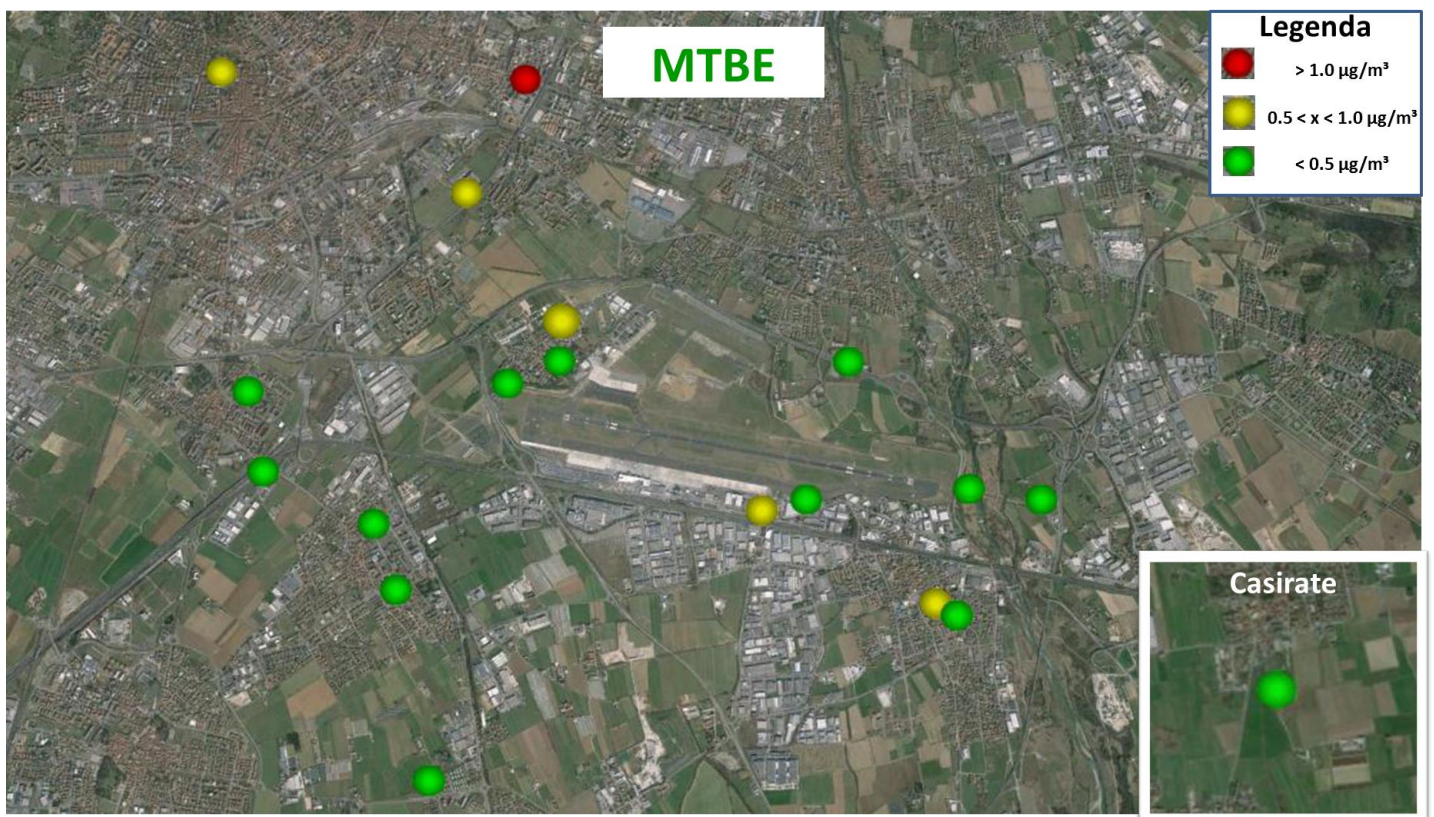 MTBE
Legenda
> 1.0 µg/m³
0.5 < x < 1.0 µg/m³
< 0.5 µg/m³
Casirate